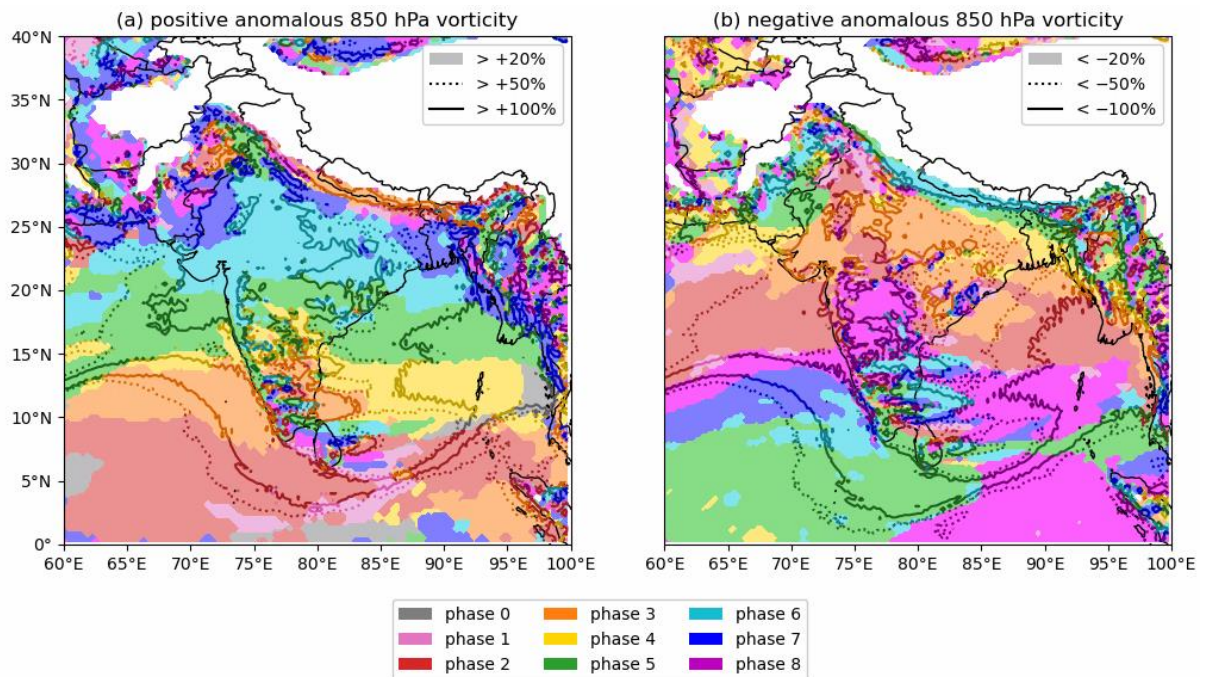 (a) positive anomalous 850 hPa vorticity
(b) negative anomalous 850 hPa vorticity
40°N
35°N
30°N
25°N
20°N
15°N
10°N
5°N
0°
> +20%
> +50%
> +100%
< −20%
< −50%
< −100%
60°E 65°E 70°E 75°E 80°E 85°E 90°E 95°E 100°E
60°E 65°E 70°E 75°E 80°E 85°E 90°E 95°E 100°E
phase 0 phase 3 phase 6
phase 1 phase 4 phase 7
phase 2 phase 5 phase 8